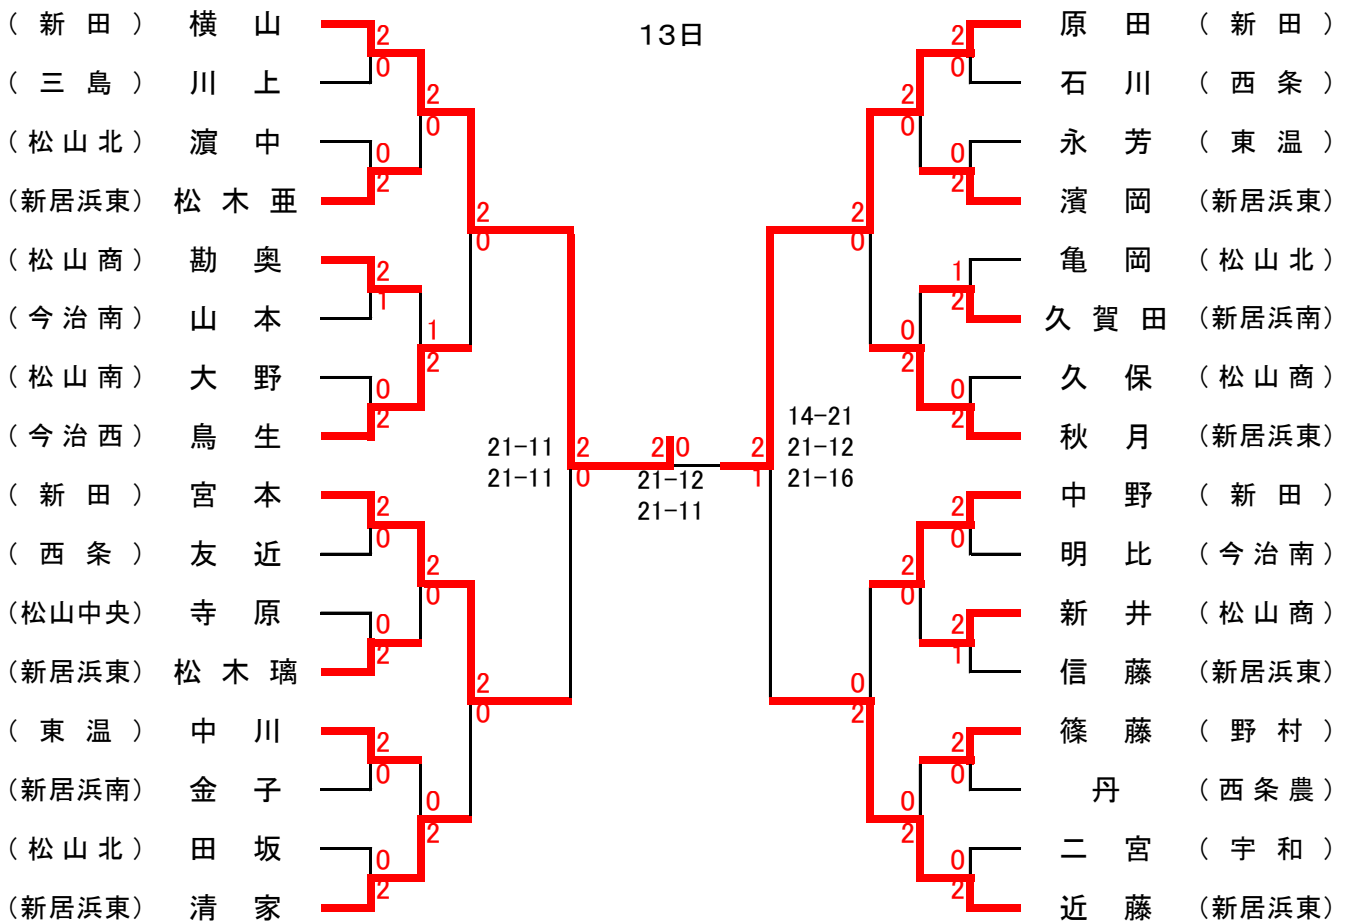 13日
(新田) 横山
2
0
(三島) 川上
2
0
(松山北) 濵中
0
2
(新居浜東) 松木亜
2
0
(松山商) 勘奥
2
1
(今治南) 山本
1
2
(松山南) 大野
0
2
(今治西) 鳥生
21-11
21-11
2
0
(新田) 宮本
2
0
(西条) 友近
2
0
(松山中央) 寺原
0
2
(新居浜東) 松木璃
2
0
(東温) 中川
2
0
(新居浜南) 金子
0
2
(松山北) 田坂
0
2
(新居浜東) 清家
2 0
21-12
21-11
原田 (新田)
2
0
石川 (西条)
2
0
永芳 (東温)
0
2
濱岡 (新居浜東)
2
0
亀岡 (松山北)
1
2
久賀田 (新居浜南)
0
2
久保 (松山商)
0
2
秋月 (新居浜東)
14-21
21-12
21-16
2
1
中野 (新田)
2
0
明比 (今治南)
2
0
新井 (松山商)
2
1
信藤 (新居浜東)
0
2
篠藤 (野村)
2
0
丹 (西条農)
0
2
二宮 (宇和)
0
2
近藤 (新居浜東)